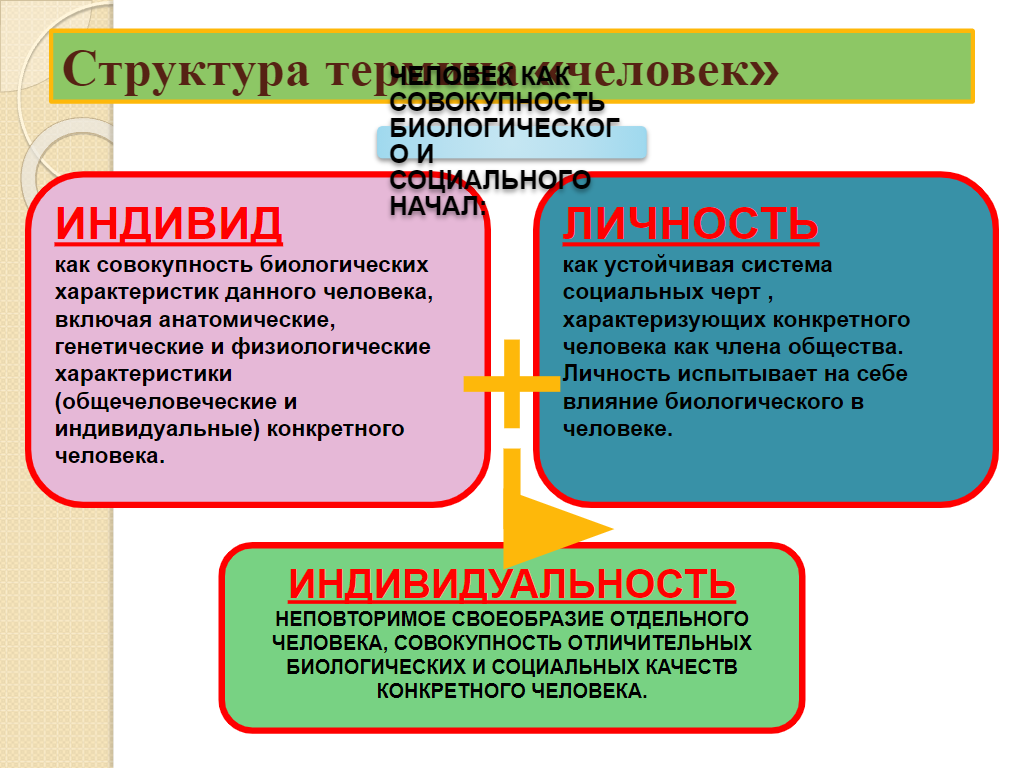 Структура термина «человек»
ЧЕЛОВЕК КАК
СОВОКУПНОСТЬ
БИОЛОГИЧЕСКОГ
О И
СОЦИАЛЬНОГО
НАЧАЛ:
ИНДИВИД
как совокупность биологических
характеристик данного человека,
включая анатомические,
генетические и физиологические
характеристики
(общечеловеческие и
индивидуальные) конкретного
человека.
ЛИЧНОСТЬ
как устойчивая система
социальных черт ,
характеризующих конкретного
человека как члена общества.
Личность испытывает на себе
влияние биологического в
человеке.
ИНДИВИДУАЛЬНОСТЬ
НЕПОВТОРИМОЕ СВОЕОБРАЗИЕ ОТДЕЛЬНОГО
ЧЕЛОВЕКА, СОВОКУПНОСТЬ ОТЛИЧИТЕЛЬНЫХ
БИОЛОГИЧЕСКИХ И СОЦИАЛЬНЫХ КАЧЕСТВ
КОНКРЕТНОГО ЧЕЛОВЕКА.